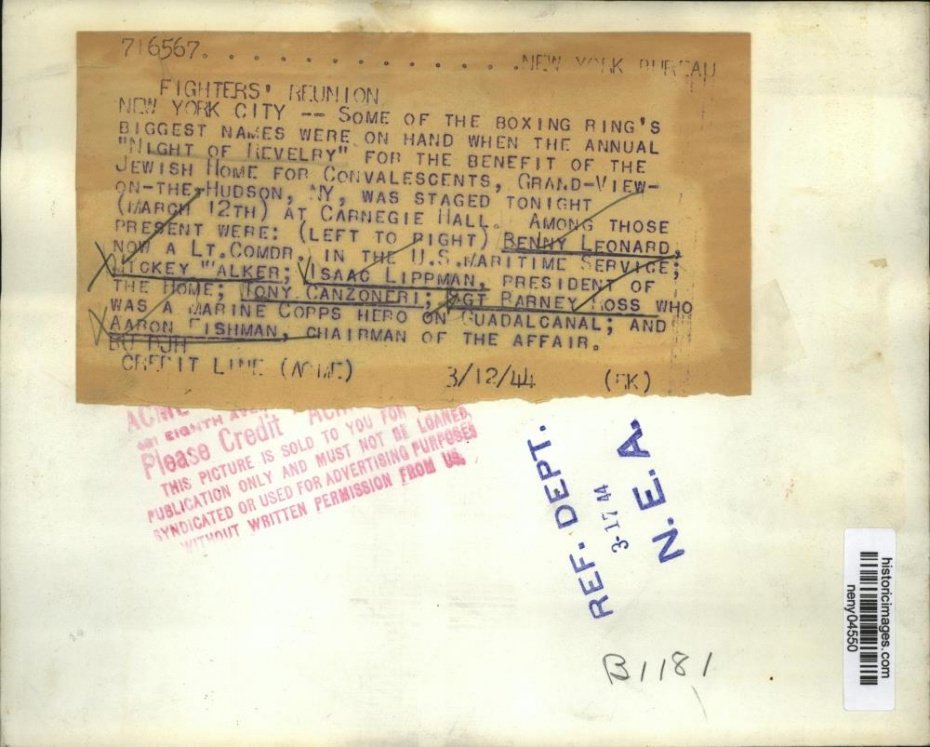 716567. . . . . . . . . . . . . . .NEW YORK BUREAU
FIGHTERS' REUNION
NEW YORK CITY -- SOME OF THE BOXING RING'S
BIGGEST NAMES WERE ON HAND WHEN THE ANNUAL
"NIGHT OF REVELRY" FOR THE BENEFIT OF THE
JEWISH HOME FOR CONVALESCENTS, GRAND-VIEW-
ON-THE-HUDSON, NY, WAS STAGED TONIGHT
(MARCH 12TH) AT CARNEGIE HALL. AMONG THOSE
PRESENT WERE: (LEFT TO RIGHT) BENNY LEONARD,
NOW A LT.COMDR. IN THE U.S.MARITIME SERVICE;
MICKEY WALKER; ISAAC LIPPMAN, PRESIDENT OF
THE HOME; TONY CANZONERI; SGT BARNEY ROSS WHO
WAS A MARINE CORPS HERO ON GUADALCANAL; AND
AARON FISHMAN, CHAIRMAN OF THE AFFAIR.
BU RJH
CREDIT LINE (ACME) 3/12/44 (EK)
ACME
EIGHTH
Please Credit ACME
THIS PICTURE IS SOLD TO YOU FOR
PUBLICATION ONLY AND MUST NOT BE LOANED,
SYNDICATED OR USED FOR ADVERTISING PURPOSES
WITHOUT WRITTEN PERMISSION FROM US.
REF. DEPT.
3-17 44
N. E. A.
historicimages.com
neny04550
B1181